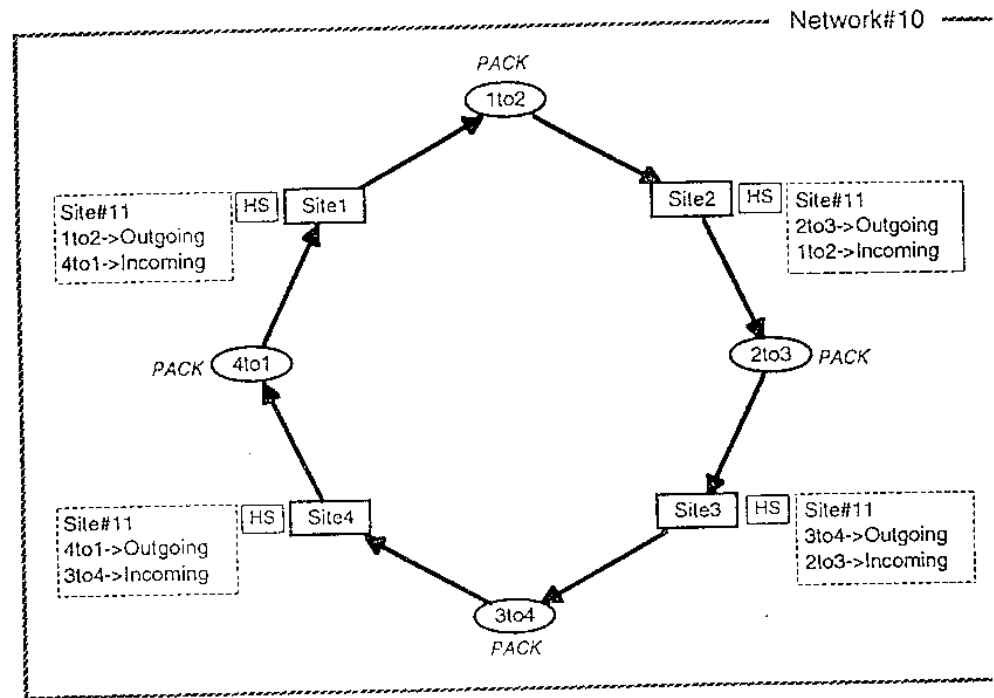 Network#10
PACK
1to2
Site#11
1to2->Outgoing
4to1->Incoming
HS
Site1
Site2
HS
Site#11
2to3->Outgoing
1to2->Incoming
PACK
4to1
2to3
PACK
Site#11
4to1->Outgoing
3to4->Incoming
HS
Site4
Site3
HS
Site#11
3to4->Outgoing
2to3->Incoming
3to4
PACK